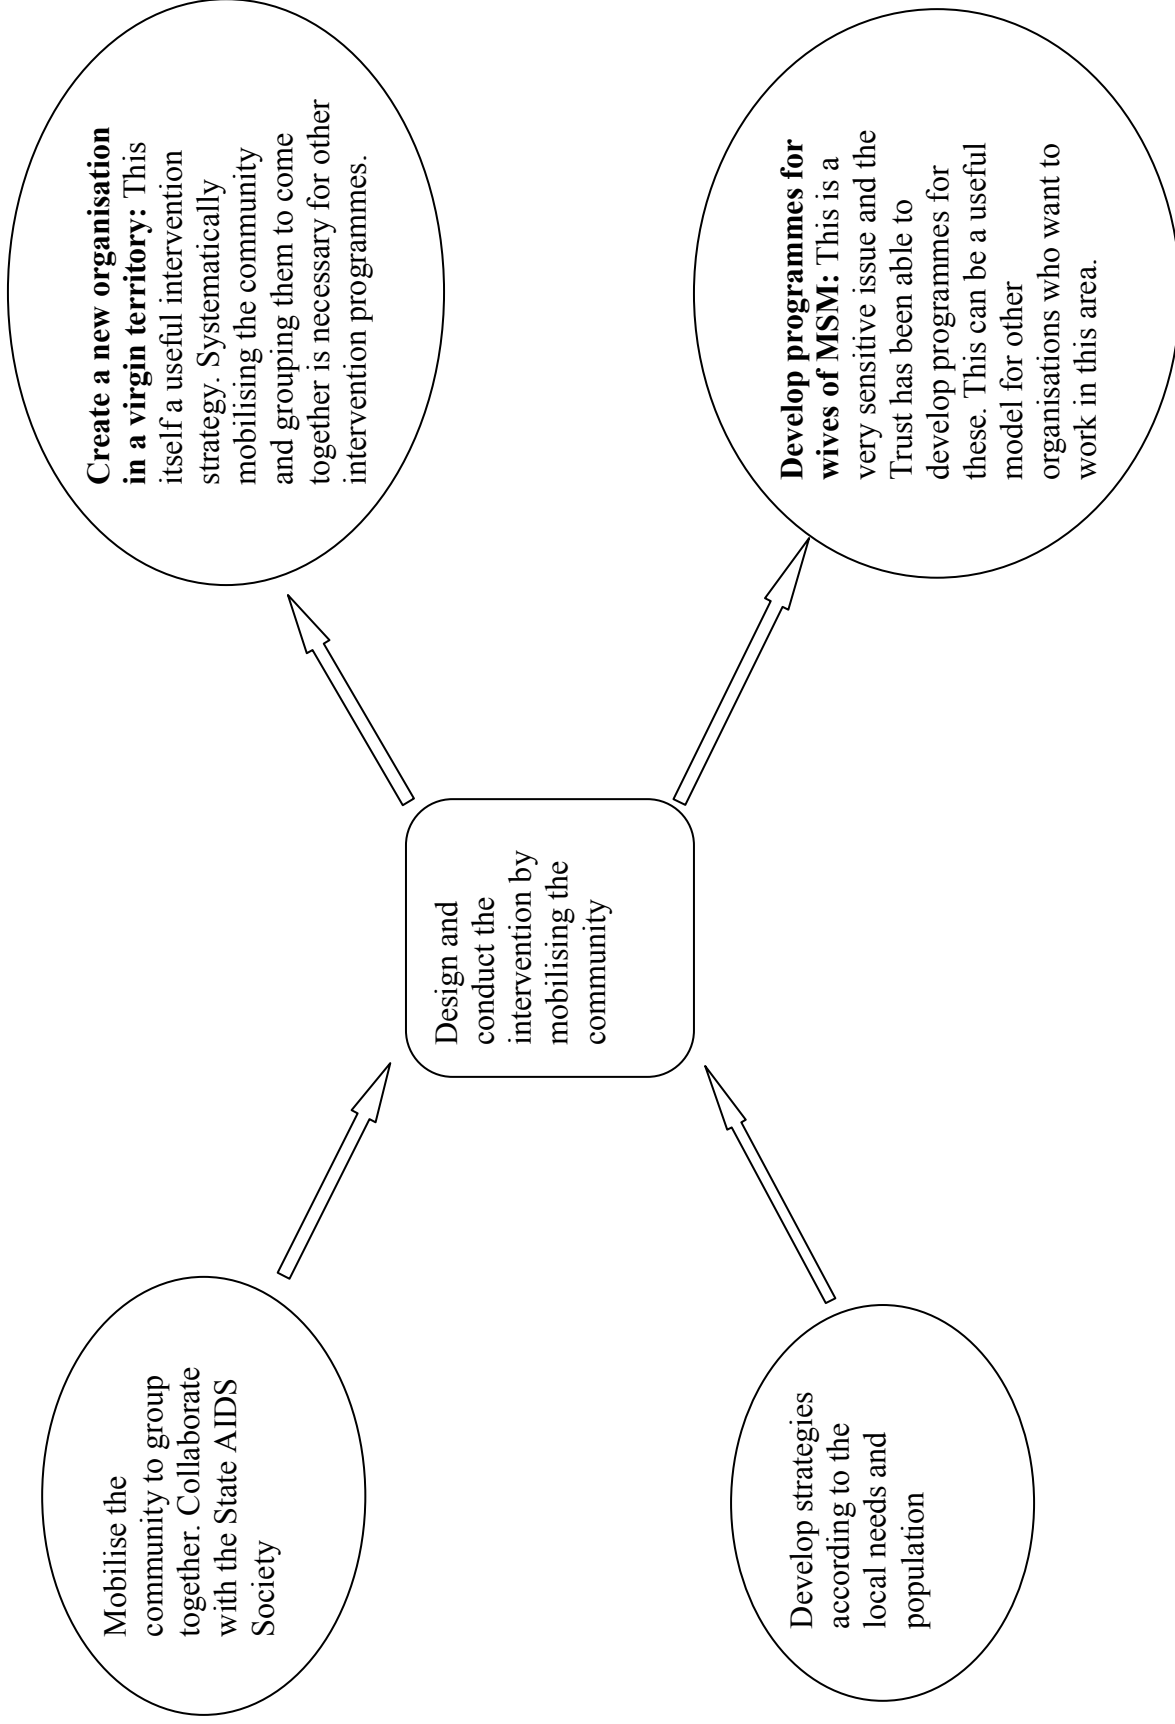 Mobilise the
community to group
together. Collaborate
with the State AIDS
Society
Develop strategies
according to the
local needs and
population
Design and
conduct the
intervention by
mobilising the
community
Create a new organisation
in a virgin territory: This
itself a useful intervention
strategy. Systematically
mobilising the community
and grouping them to come
together is necessary for other
intervention programmes.
Develop programmes for
wives of MSM: This is a
very sensitive issue and the
Trust has been able to
develop programmes for
these. This can be a useful
model for other
organisations who want to
work in this area.